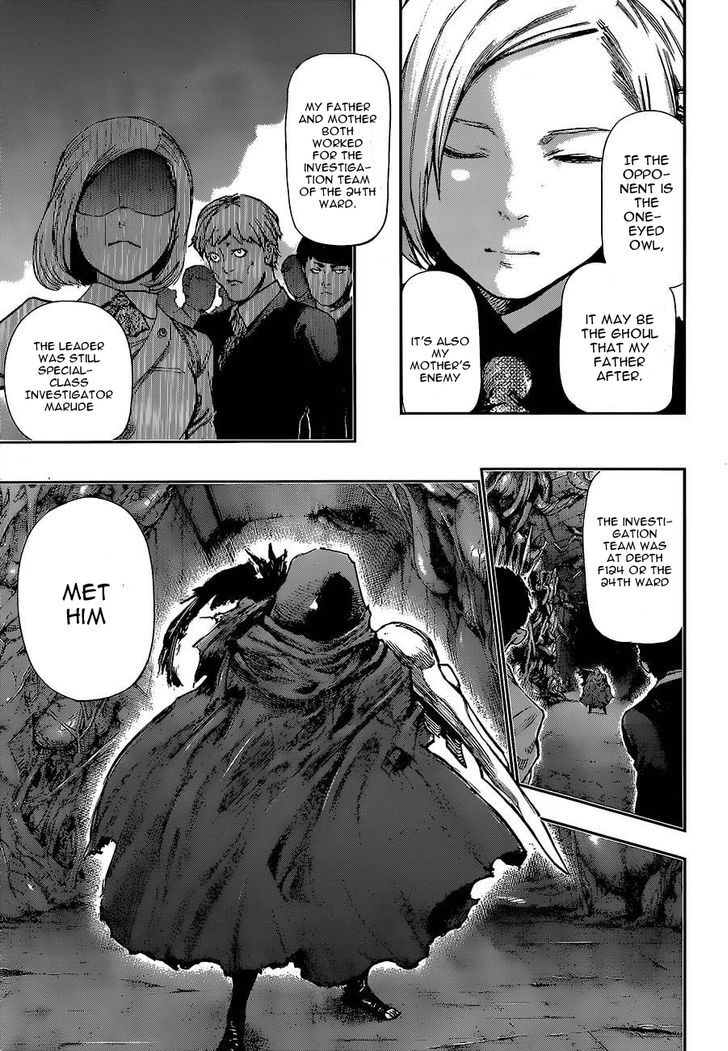 IF THE
OPPO-
NENT IS
THE
ONE-
EYED
OWL,
IT MAY BE
THE GHOUL
THAT MY
FATHER
AFTER.
IT'S ALSO
MY
MOTHER'S
ENEMY
MY FATHER
AND MOTHER
BOTH
WORKED
FOR THE
INVESTIGA-
TION TEAM
OF THE 24TH
WARD.
THE LEADER
WAS STILL
SPECIAL-
CLASS
INVESTIGATOR
MARUDE
THE INVESTI-
GATION
TEAM WAS
AT DEPTH
F124 OR THE
24TH WARD
MET
HIM